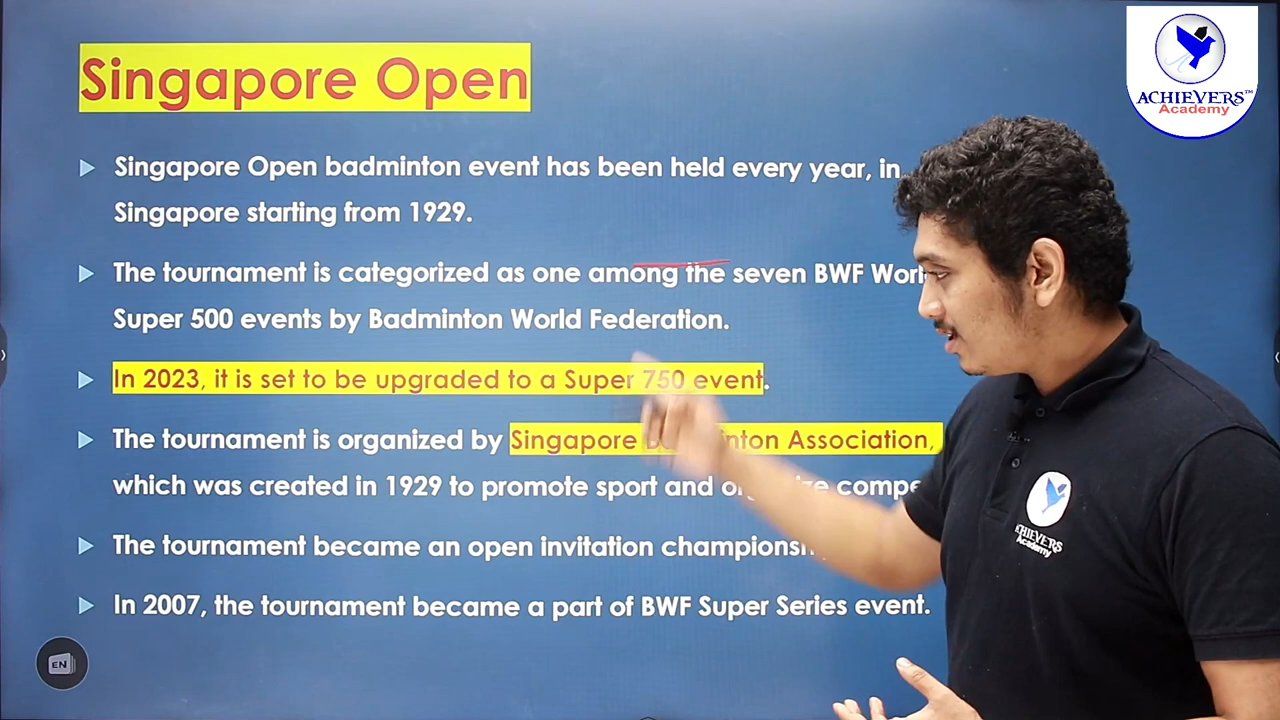 Singapore Open
ACHIEVERS™
Academy
Singapore Open badminton event has been held every year, in
Singapore starting from 1929.
The tournament is categorized as one among the seven BWF
Super 500 events by Badminton World Federation.
In 2023, it is set to be upgraded to a Super 750 event.
The tournament is organized by Singapore Association,
which was created in 1929 to promote sport and
The tournament became an open invitation
In 2007, the tournament became a part of BWF Super Series event.
ACHIEVERS
Academy
EN